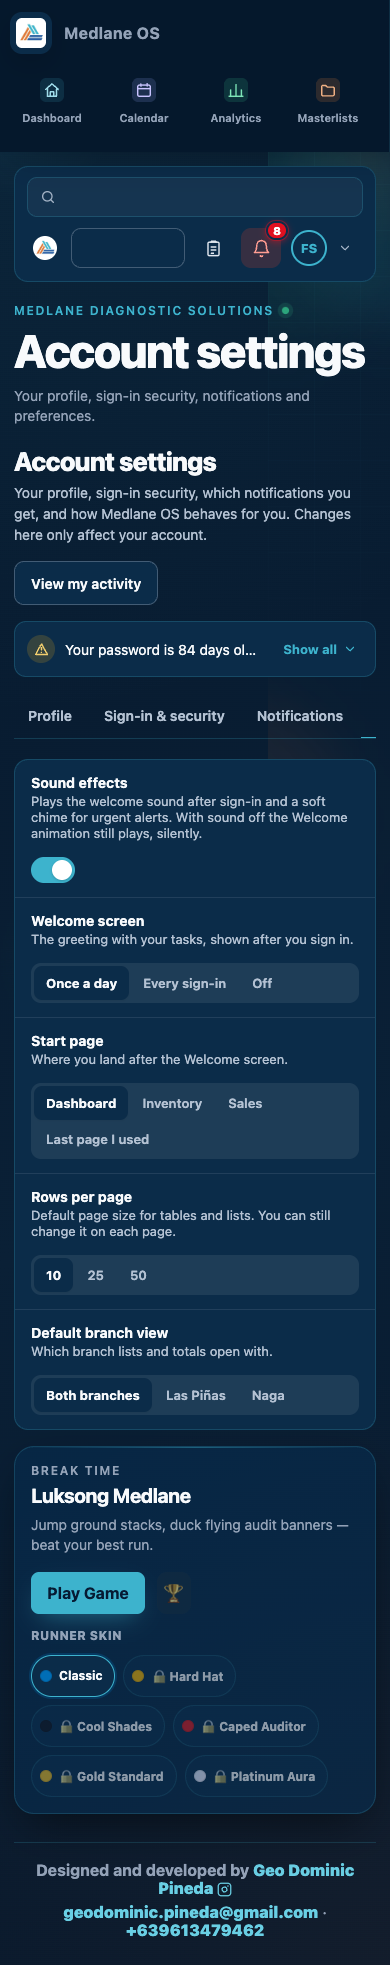 Medlane OS
Dashboard
Calendar
Analytics
Masterlists
8
FS
MEDLANE DIAGNOSTIC SOLUTIONS
Account settings
Your profile, sign-in security, notifications and
preferences.
Account settings
Your profile, sign-in security, which notifications you
get, and how Medlane OS behaves for you. Changes
here only affect your account.
View my activity
Your password is 84 days ol...
Show all
Profile
Sign-in & security
Notifications
Sound effects
Plays the welcome sound after sign-in and a soft
chime for urgent alerts. With sound off the Welcome
animation still plays, silently.
Welcome screen
The greeting with your tasks, shown after you sign in.
Once a day
Every sign-in
Off
Start page
Where you land after the Welcome screen.
Dashboard
Inventory
Sales
Last page I used
Rows per page
Default page size for tables and lists. You can still
change it on each page.
10
25
50
Default branch view
Which branch lists and totals open with.
Both branches
Las Piñas
Naga
BREAK TIME
Luksong Medlane
Jump ground stacks, duck flying audit banners —
beat your best run.
Play Game
RUNNER SKIN
Classic
Hard Hat
Cool Shades
Caped Auditor
Gold Standard
Platinum Aura
Designed and developed by Geo Dominic
Pineda
geodominic.pineda@gmail.com ·
+639613479462